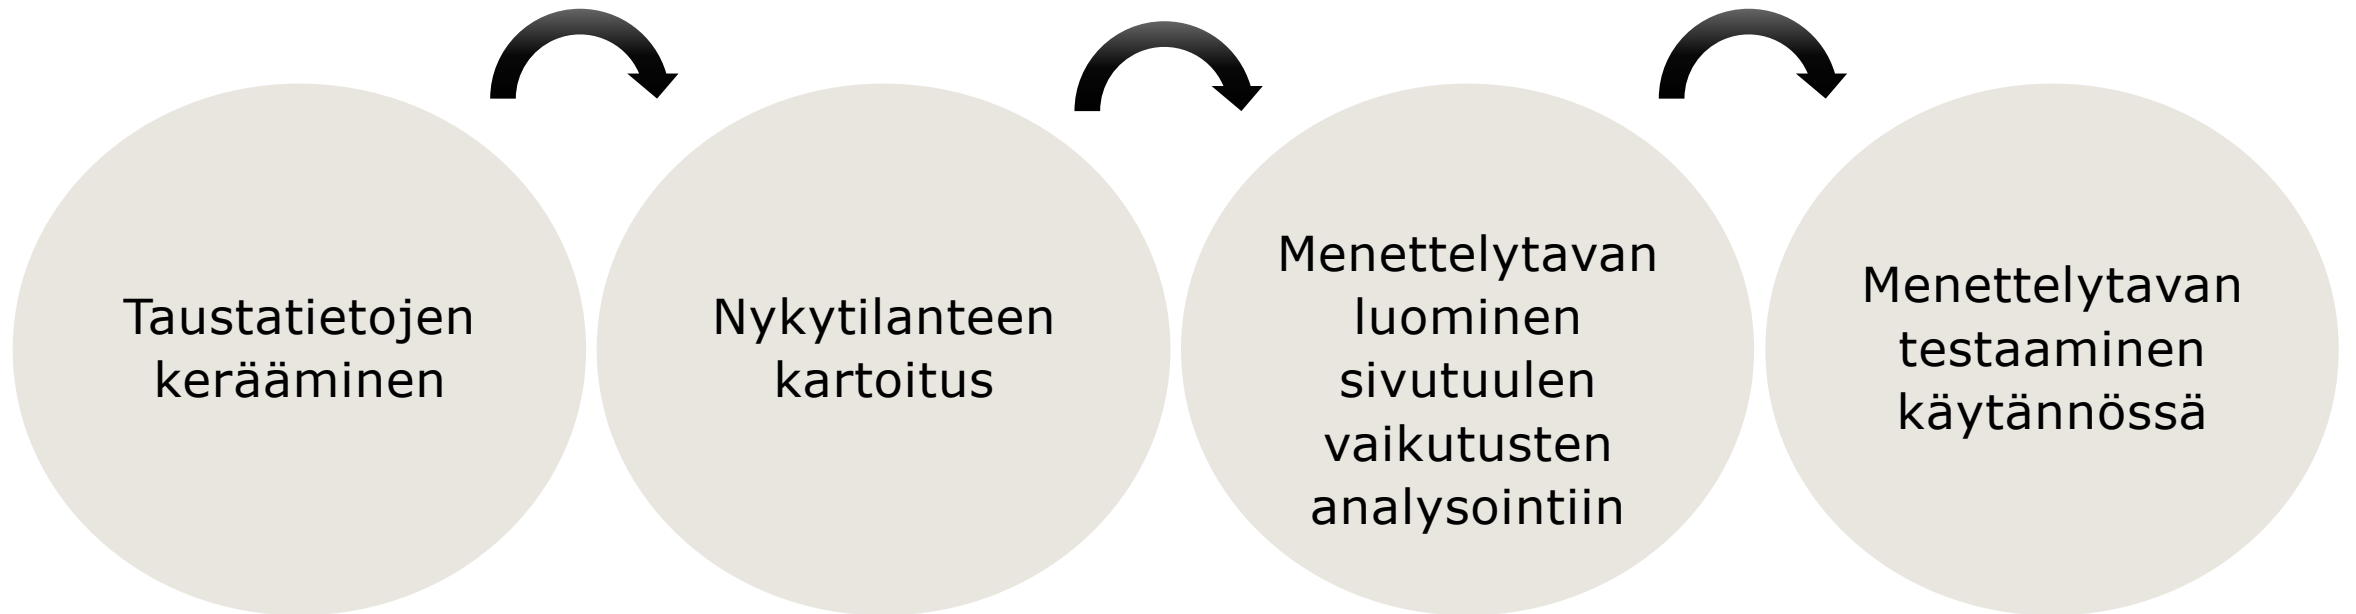 Taustatietojen
kerääminen
Nykytilanteen
kartoitus
Menettelytavan
luominen
sivutuulen
vaikutusten
analysointiin
Menettelytavan
testaaminen
käytännössä